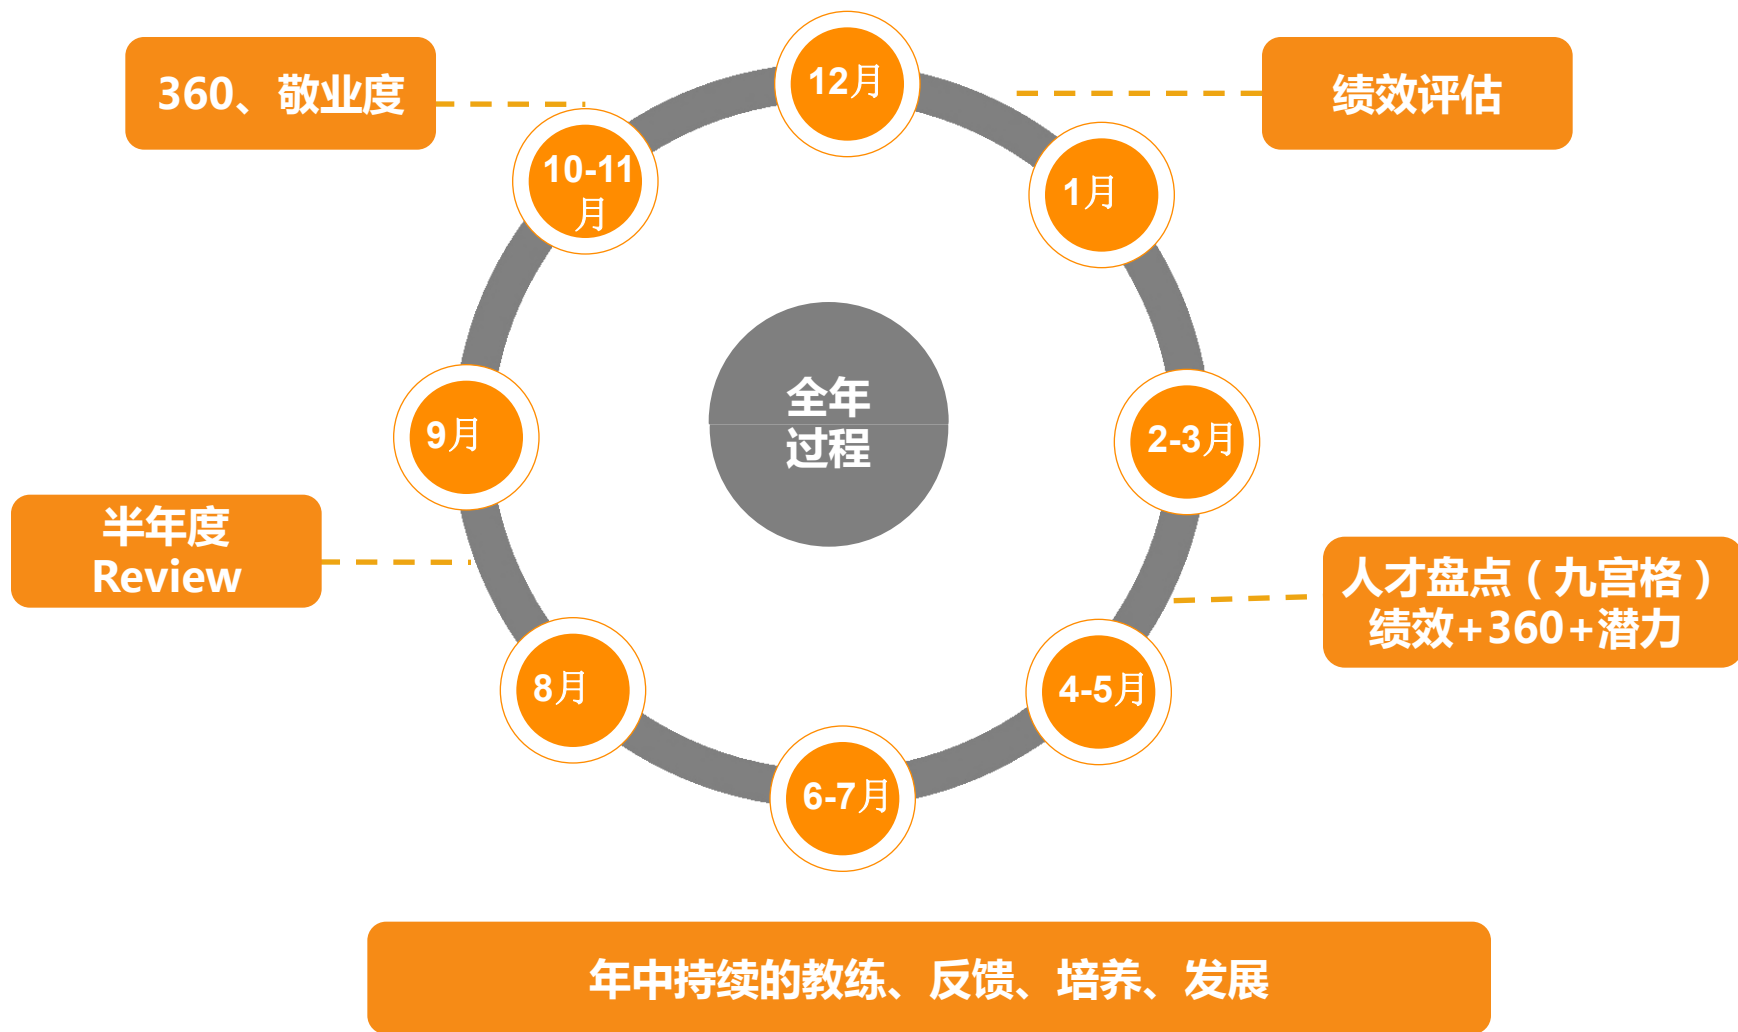 12月
360、敬业度
绩效评估
10-11
月
1月
全年
过程
9月
2-3月
半年度
Review
人才盘点（九宫格）
绩效+360+潜力
8月
4-5月
6-7月
年中持续的教练、反馈、培养、发展